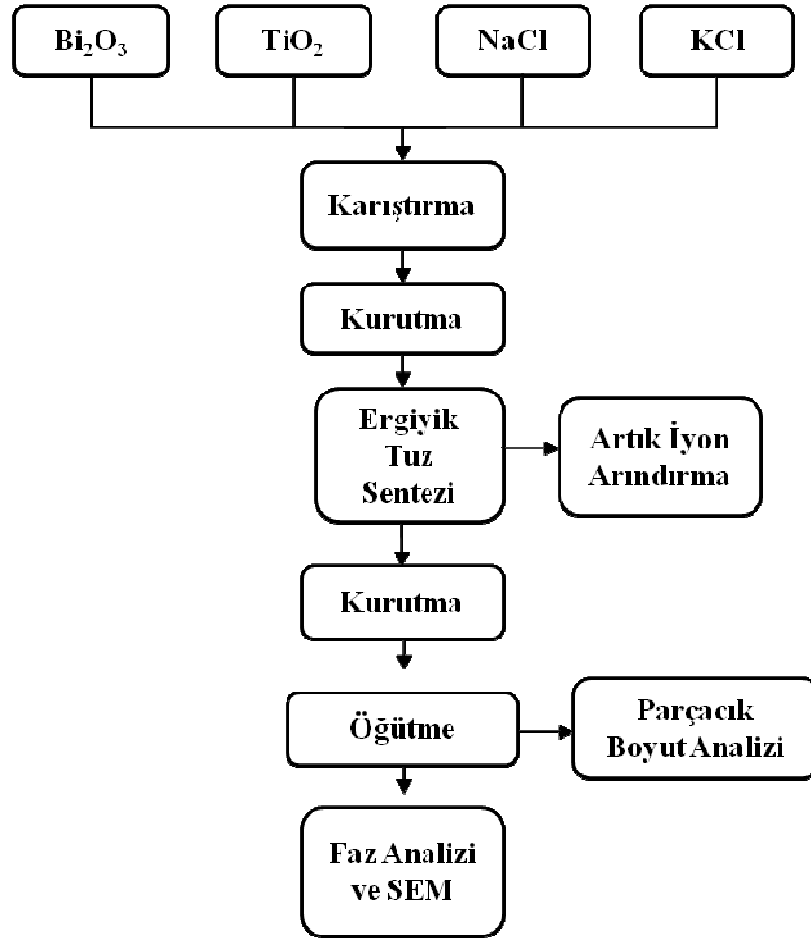 Bi₂O₃
TiO₂
NaCl
KCl
Karıştırma
Kurutma
Ergiyik
Tuz
Sentezi
Artık İyon
Arındırma
Kurutma
Öğütme
Parçacık
Boyut Analizi
Faz Analizi
ve SEM